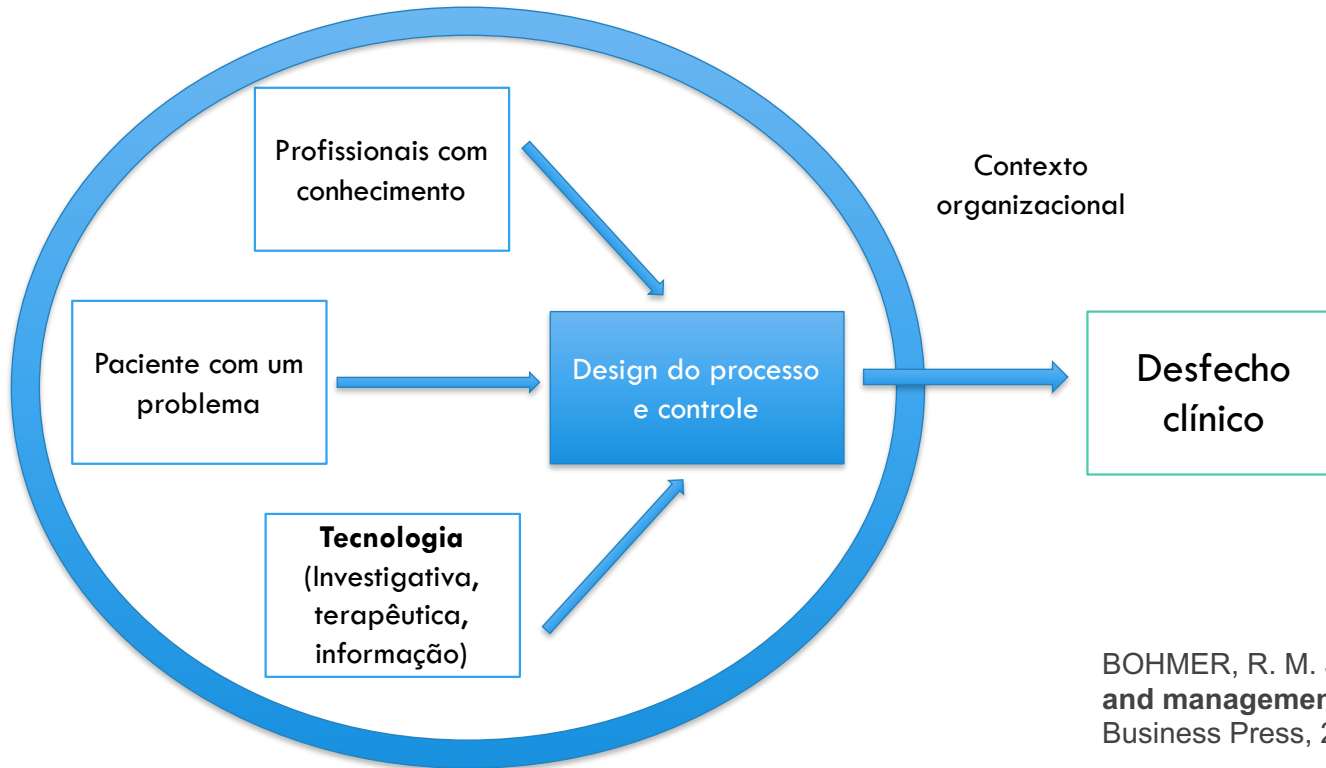 Profissionais com
conhecimento
Contexto
organizacional
Paciente com um
problema
Design do processo
e controle
Desfecho
clínico
Tecnologia
(Investigativa,
terapêutica,
informação)
BOHMER, R. M.
and managemen
Business Press,